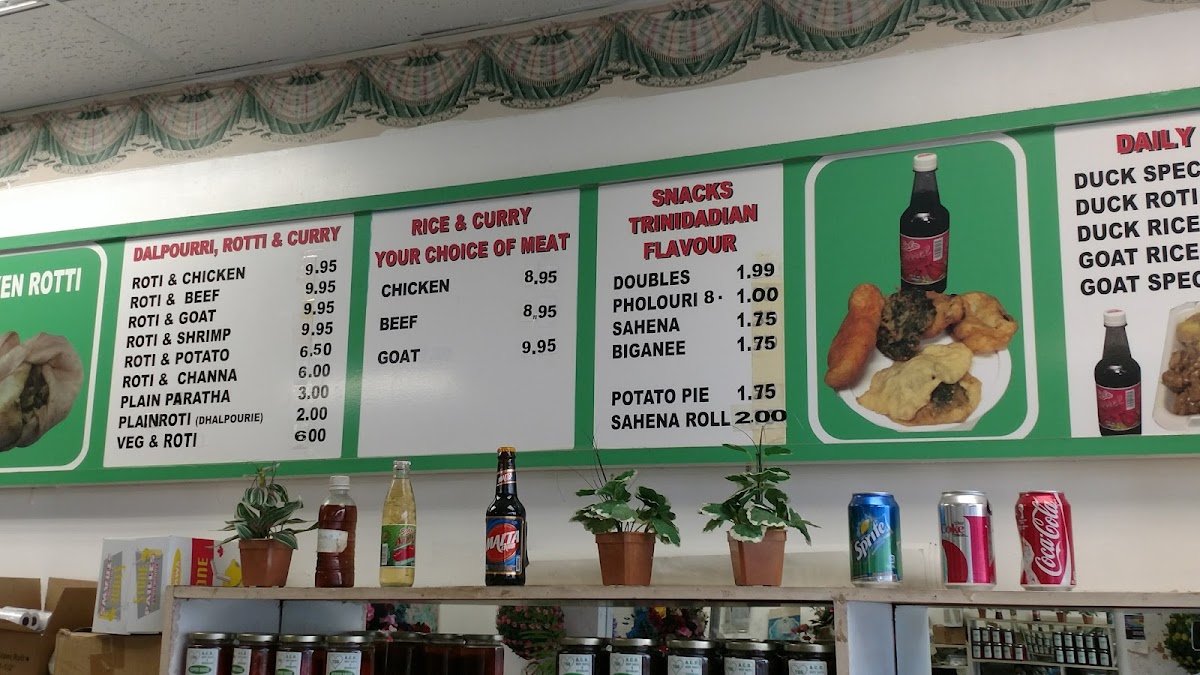 EN ROTTI
DALPOURRI, ROTTI & CURRY
ROTI & CHICKEN 9.95
ROTI & BEEF 9.95
ROTI & GOAT 9.95
ROTI & SHRIMP 9.95
ROTI & POTATO 6.50
ROTI & CHANNA 6.00
PLAIN PARATHA 3.00
PLAINROTI (DHALPOURIE) 2.00
VEG & ROTI 6.00
RICE & CURRY
YOUR CHOICE OF MEAT
CHICKEN 8.95
BEEF 8.95
GOAT 9.95
SNACKS
TRINIDADIAN
FLAVOUR
DOUBLES 1.99
PHOLOURI 8. 1.00
SAHENA 1.75
BIGANEE 1.75
POTATO PIE 1.75
SAHENA ROLL 2.00
DAILY
DUCK SPEC
DUCK ROTI
DUCK RICE
GOAT RICE
GOAT SPEC
MALTA
Sprite
Coke
Coca-Cola